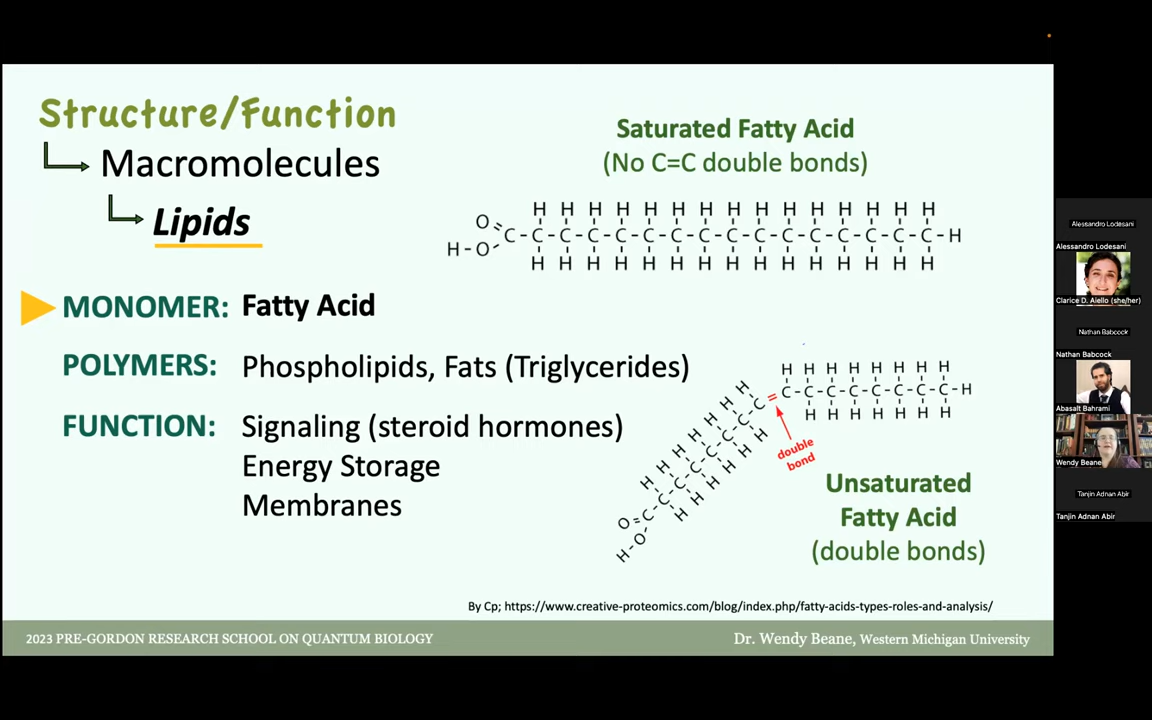 Structure/Function
Macromolecules
Lipids
MONOMER: Fatty Acid
POLYMERS: Phospholipids, Fats (Triglycerides)
FUNCTION: Signaling (steroid hormones)
Energy Storage
Membranes
Saturated Fatty Acid
(No C=C double bonds)
H H H H H H H H H H H H H H H
O
C-C-C-C-C-C-C-C-C-C-C-C-C-C-C-C-H
H-O
H H H H H H H H H H H H H H H
H H H H H H H
C=C-C-C-C-C-C-C-C-H
H H H H H H
double
bond
O
C-C-C-C-C-C-C
H-O
Unsaturated
Fatty Acid
(double bonds)
By Cp; https://www.creative-proteomics.com/blog/index.php/fatty-acids-types-roles-and-analysis/
2023 PRE-GORDON RESEARCH SCHOOL ON QUANTUM BIOLOGY
Dr. Wendy Beane, Western Michigan University
Alessandro Lodesani
Alessandro Lodesani
Clarice D. Aiello (she/her)
Nathan Babcock
Nathan Babcock
Abasalt Bahrami
Wendy Beane
Tanjin Adnan Abir
Tanjin Adnan Abir